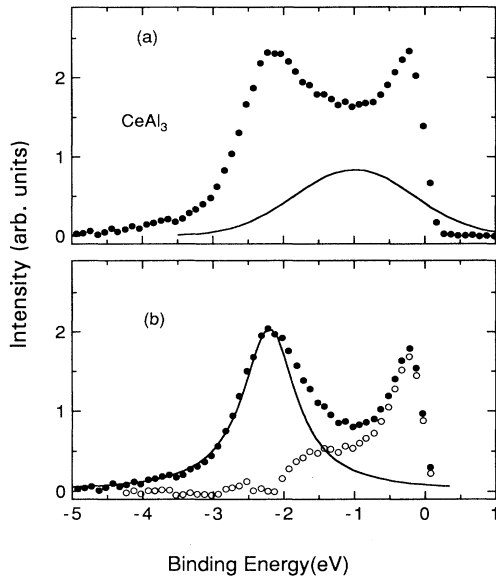 (a)
2
CeAl3
1
0
Intensity (arb. units)
(b)
2
1
0
-5 -4 -3 -2 -1 0 1
Binding Energy(eV)